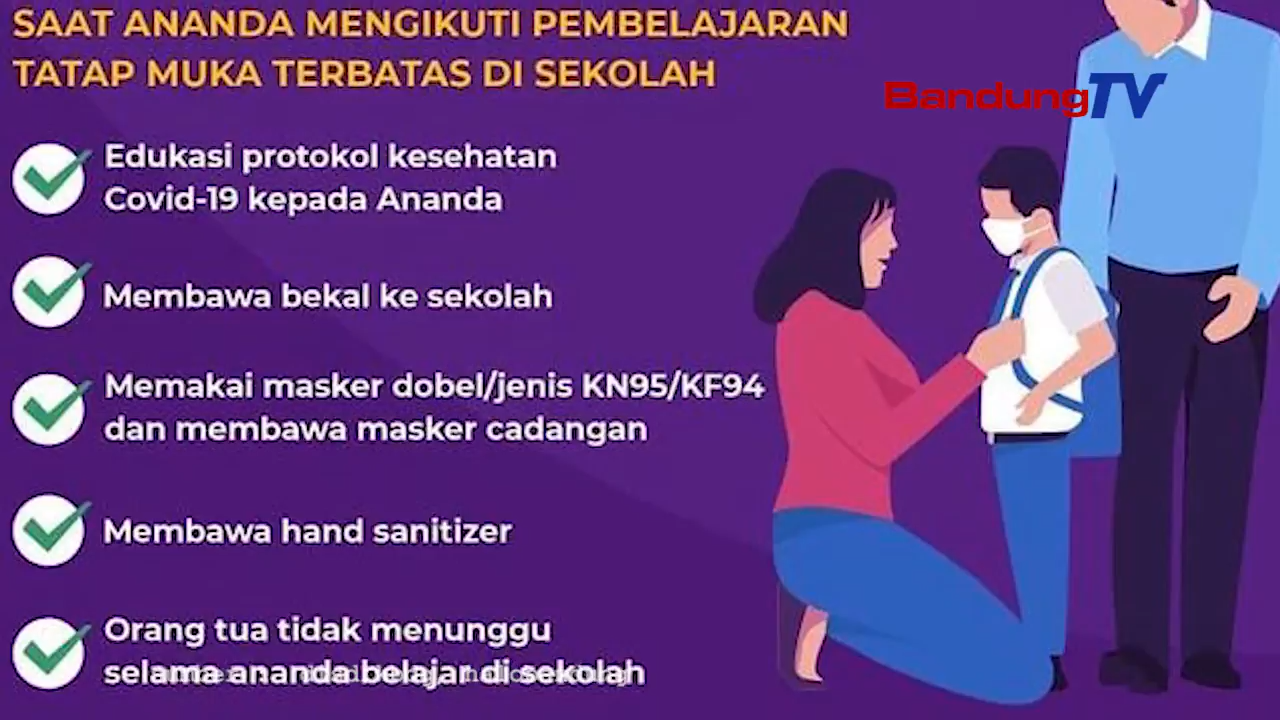 SAAT ANANDA MENGIKUTI PEMBELAJARAN
TATAP MUKA TERBATAS DI SEKOLAH
BandungTV
Edukasi protokol kesehatan
Covid-19 kepada Ananda
Membawa bekal ke sekolah
Memakai masker dobel/jenis KN95/KF94
dan membawa masker cadangan
Membawa hand sanitizer
Orang tua tidak menunggu
selama ananda belajar di sekolah